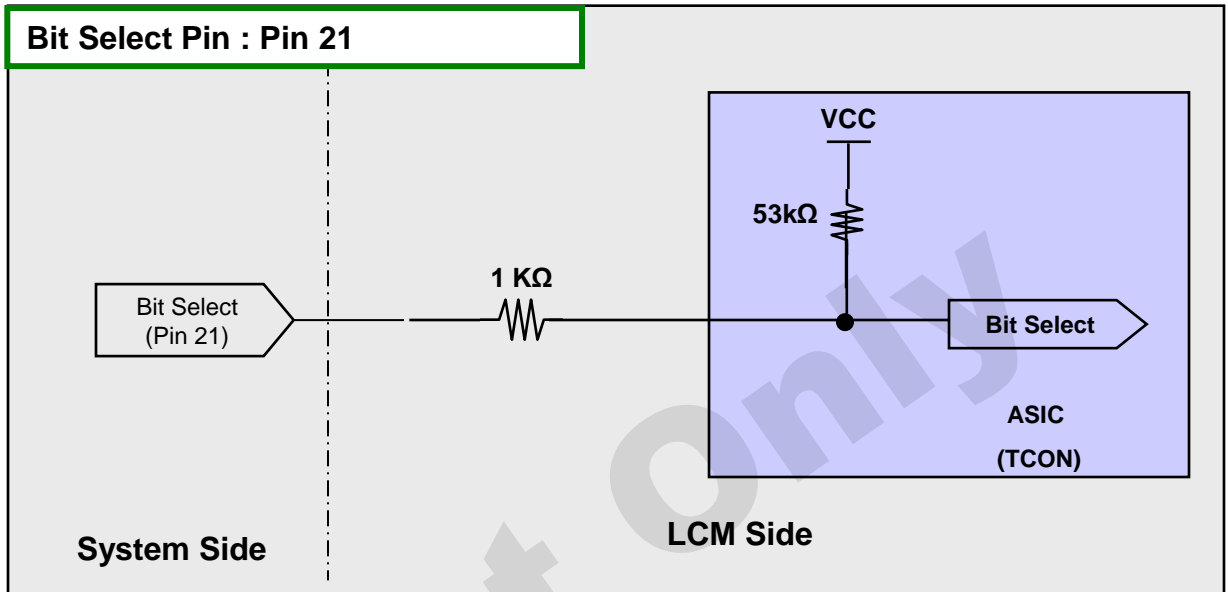 Bit Select Pin : Pin 21
VCC
53kΩ
1 KΩ
Bit Select
(Pin 21)
Bit Select
ASIC
(TCON)
System Side
LCM Side
t only